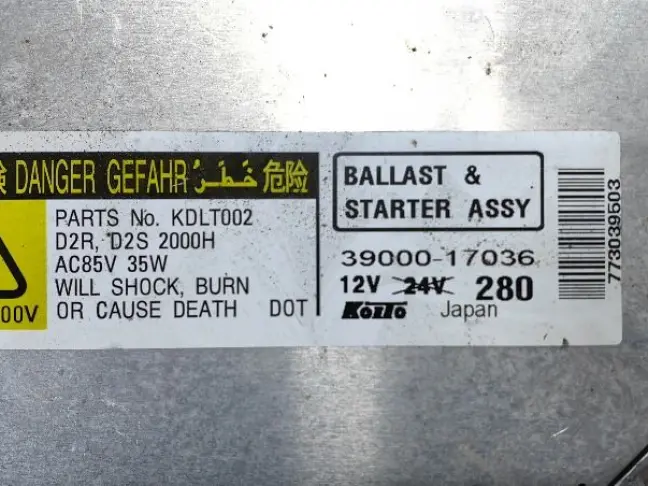 險 DANGER GEFAHR خَطَر 危险
PARTS No. KDLT002
D2R, D2S 2000H
AC85V 35W
WILL SHOCK, BURN
OR CAUSE DEATH DOT
00V
BALLAST &
STARTER ASSY
39000-17036
12V 24V 280
KOITO Japan
773039503